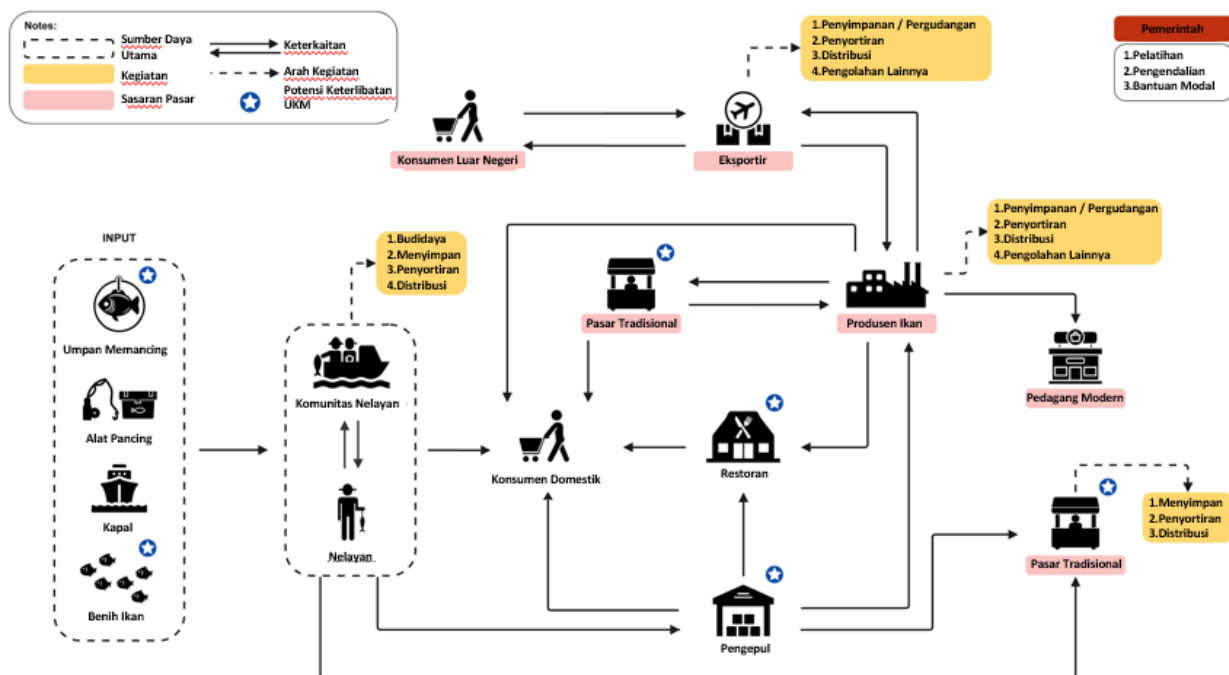 Notes:
Sumber Daya
Utama
Kegiatan
Sasaran Pasar
Keterkaitan
Arah Kegiatan
Potensi Keterlibatan
UKM
1.Penyimpanan / Pergudangan
2.Penyortiran
3.Distribusi
4.Pengolahan Lainnya
Pemerintah
1.Pelatihan
2.Pengendalian
3.Bantuan Modal
Konsumen Luar Negeri
Eksportir
1.Penyimpanan / Pergudangan
2.Penyortiran
3.Distribusi
4.Pengolahan Lainnya
INPUT
1.Budidaya
2.Menyimpan
3.Penyortiran
4.Distribusi
Umpan Memancing
Pasar Tradisional
Produsen Ikan
Komunitas Nelayan
Pedagang Modern
Alat Pancing
Konsumen Domestik
Restoran
Kapal
1.Menyimpan
2.Penyortiran
3.Distribusi
Nelayan
Pasar Tradisional
Benih Ikan
Pengepul